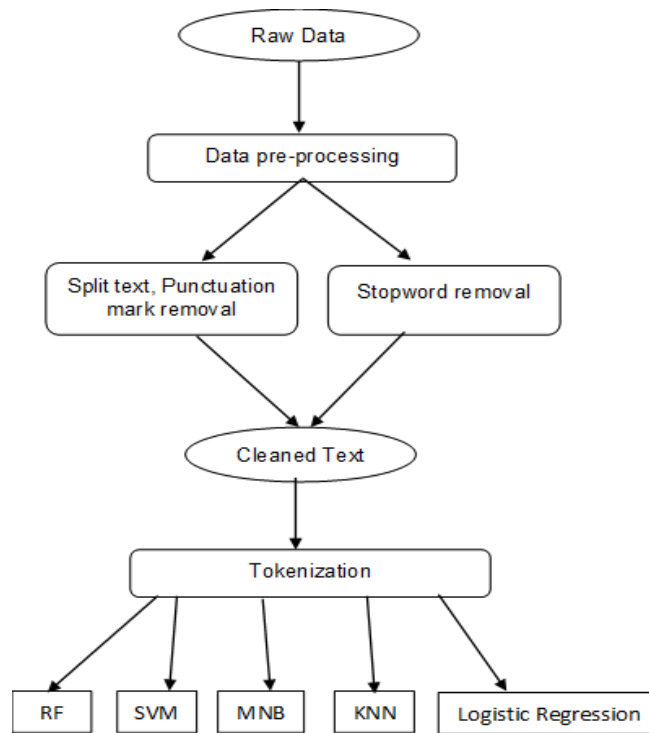 Raw Data
Data pre-processing
Split text, Punctuation
mark removal
Stopword removal
Cleaned Text
Tokenization
RF
SVM
MNB
KNN
Logistic Regression